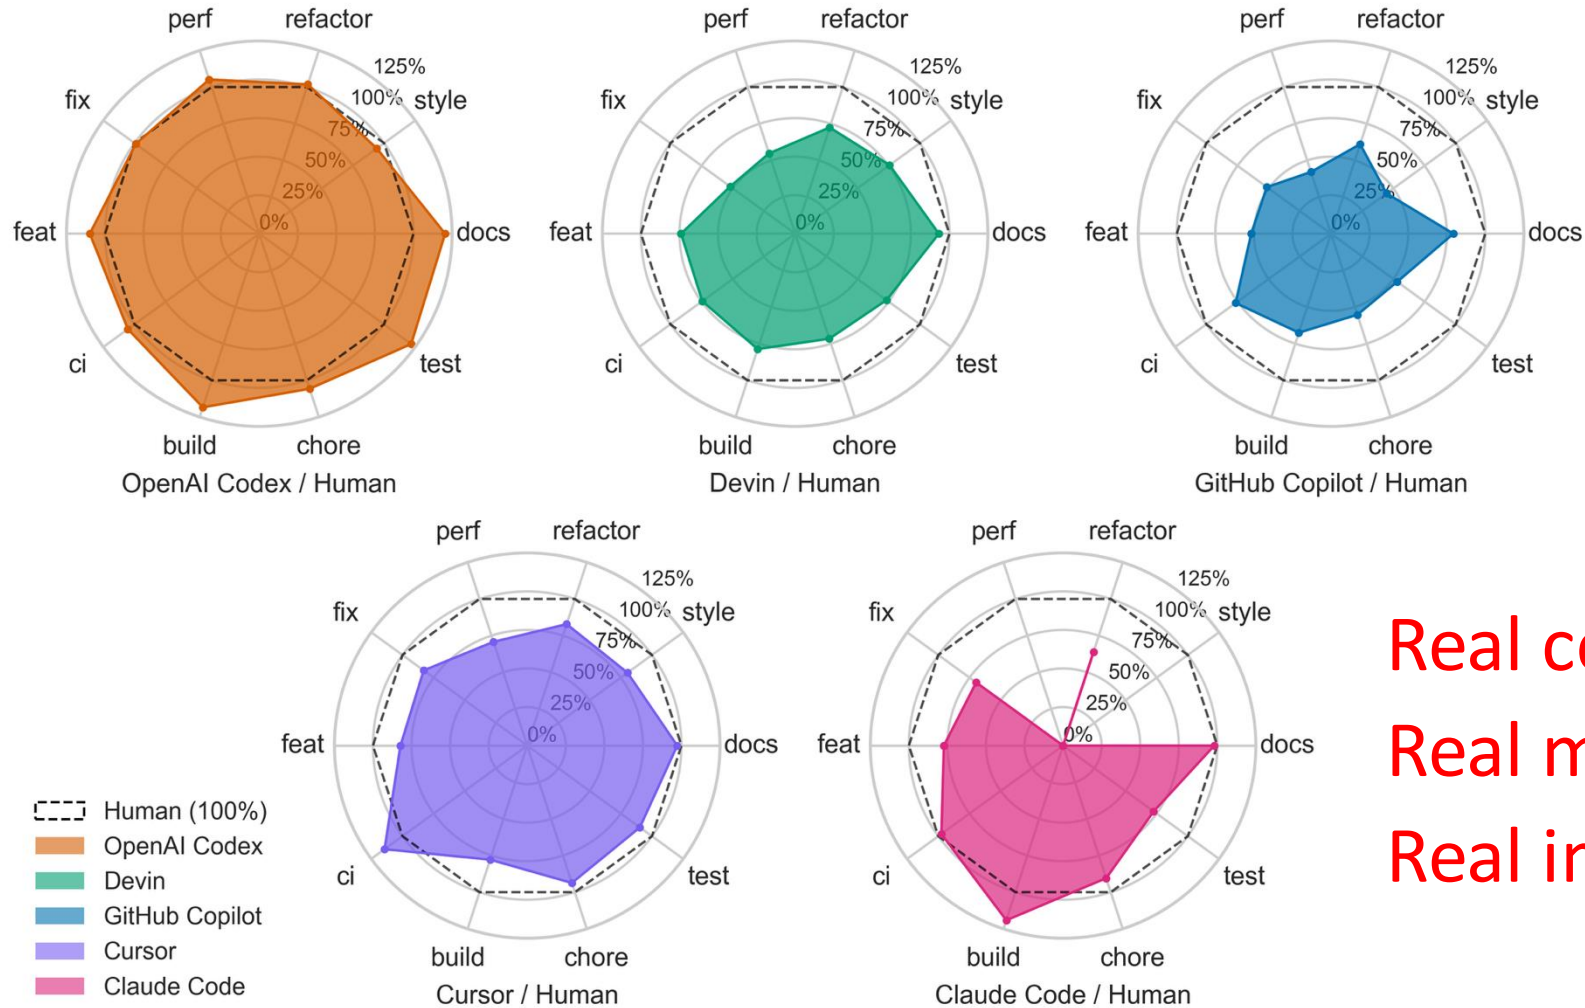 perf refactor
125%
100% style
75%
50%
25%
0%
fix
feat
docs
ci
test
build chore
OpenAI Codex / Human
perf refactor
125%
100% style
75%
50%
25%
0%
fix
feat
docs
ci
test
build chore
Devin / Human
perf refactor
125%
100% style
75%
50%
25%
0%
fix
feat
docs
ci
test
build chore
GitHub Copilot / Human
perf refactor
125%
100% style
75%
50%
25%
0%
fix
feat
docs
ci
test
build chore
Cursor / Human
perf refactor
125%
100% style
75%
50%
25%
0%
fix
feat
docs
ci
test
build chore
Claude Code / Human
Human (100%)
OpenAI Codex
Devin
GitHub Copilot
Cursor
Claude Code
Real
Real
Real